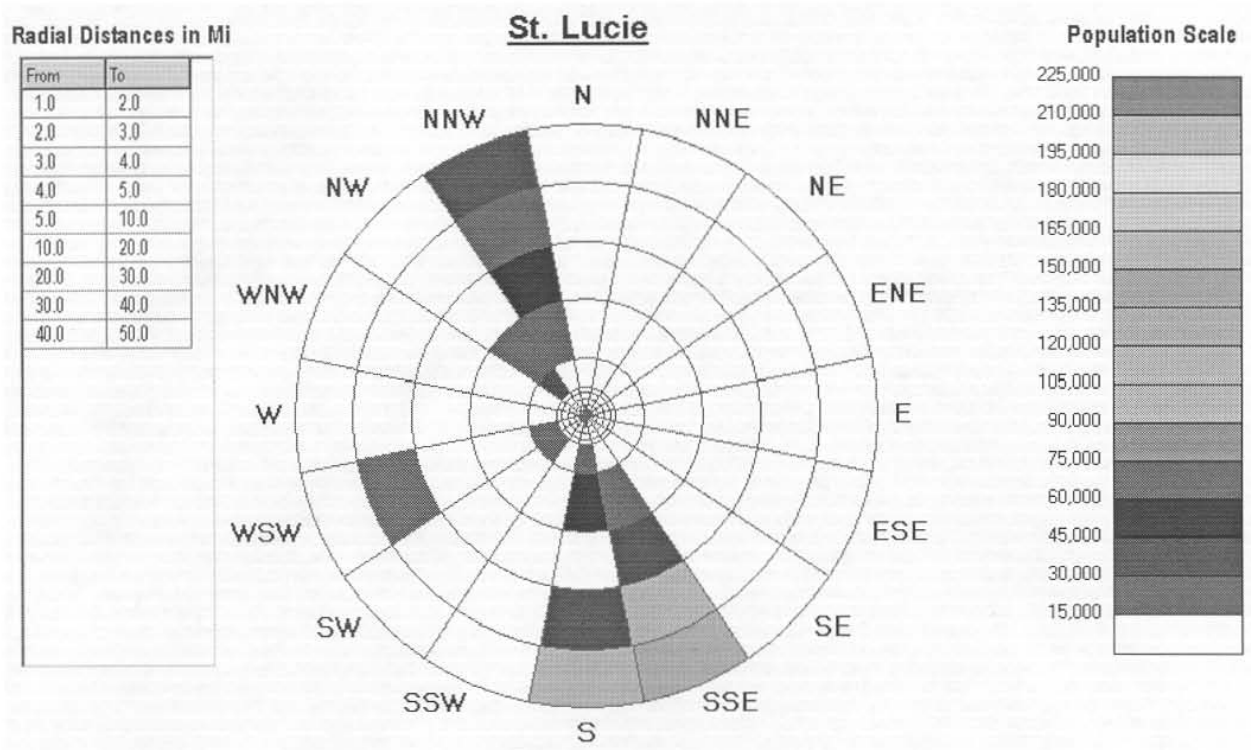 St. Lucie
Radial Distances in Mi
From To
1.0 2.0
2.0 3.0
3.0 4.0
4.0 5.0
5.0 10.0
10.0 20.0
20.0 30.0
30.0 40.0
40.0 50.0
N
NNE
NE
ENE
E
ESE
SE
SSE
S
SSW
SW
WSW
W
WNW
NW
NNW
Population Scale
225,000
210,000
195,000
180,000
165,000
150,000
135,000
120,000
105,000
90,000
75,000
60,000
45,000
30,000
15,000